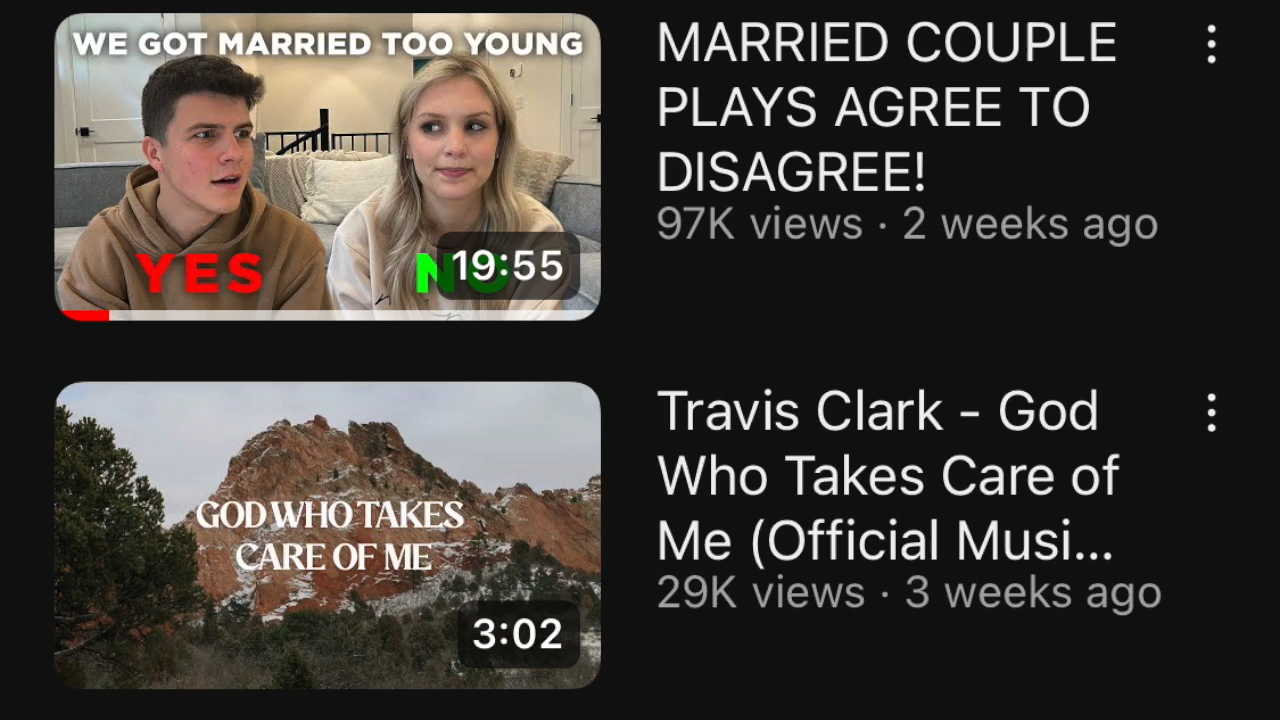 WE GOT MARRIED TOO YOUNG
YES
19:55
MARRIED COUPLE
PLAYS AGREE TO
DISAGREE!
97K views · 2 weeks ago
GOD WHO TAKES
CARE OF ME
3:02
Travis Clark - God
Who Takes Care of
Me (Official Musi...
29K views · 3 weeks ago